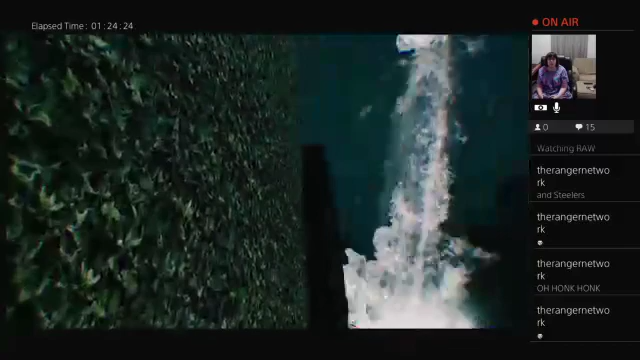 Elapsed Time : 01 : 24 : 24
ON AIR
0
15
Watching RAW
therangernetwo
rk
and Steelers
therangernetwo
rk
therangernetwo
rk
OH HONK HONK
therangernetwo
rk